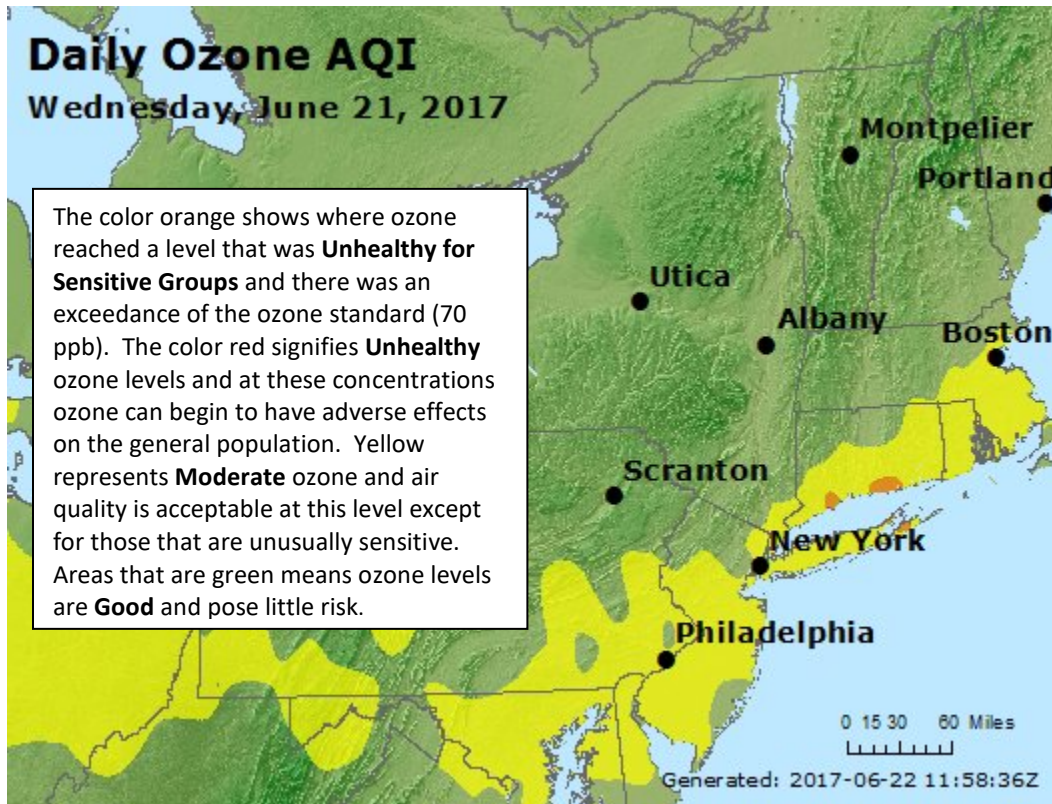 Daily Ozone AQI
Wednesday, June 21, 2017
Montpelier
Portland
The color orange shows where ozone
reached a level that was Unhealthy for
Sensitive Groups and there was an
exceedance of the ozone standard (70
ppb). The color red signifies Unhealthy
ozone levels and at these concentrations
ozone can begin to have adverse effects
on the general population. Yellow
represents Moderate ozone and air
quality is acceptable at this level except
for those that are unusually sensitive.
Areas that are green means ozone levels
are Good and pose little risk.
Utica
Albany
Boston
Scranton
New York
Philadelphia
0 15 30 60 Miles
Generated: 2017-06-22 11:58:36Z